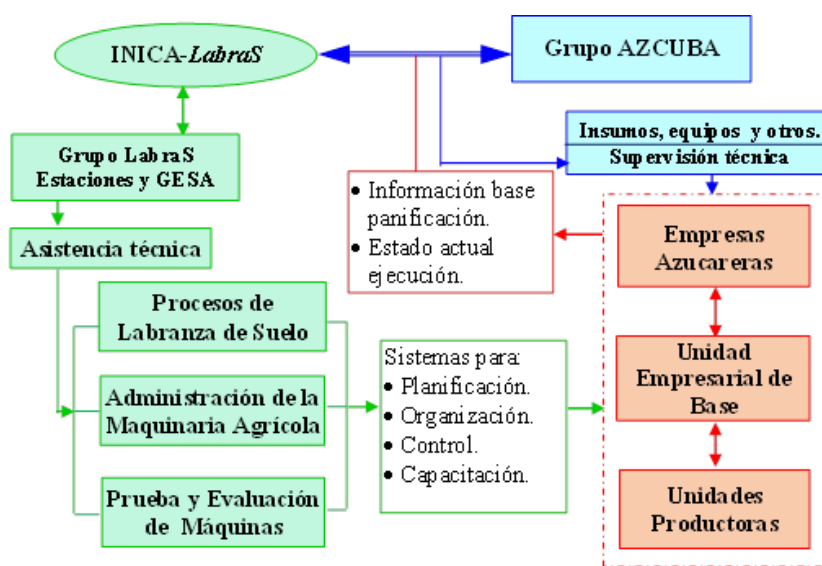 INICA-LabraS
Grupo AZCUBA
Grupo LabraS
Estaciones y GESA
Insumos, equipos y otros.
Supervisión técnica
• Información base
panificación.
• Estado actual
ejecución.
Empresas
Azucareras
Asistencia técnica
Procesos de
Labranza de Suelo
Administración de la
Maquinaria Agrícola
Prueba y Evaluación
de Máquinas
Sistemas para:
• Planificación.
• Organización.
• Control.
• Capacitación.
Unidad
Empresarial de
Base
Unidades
Productoras